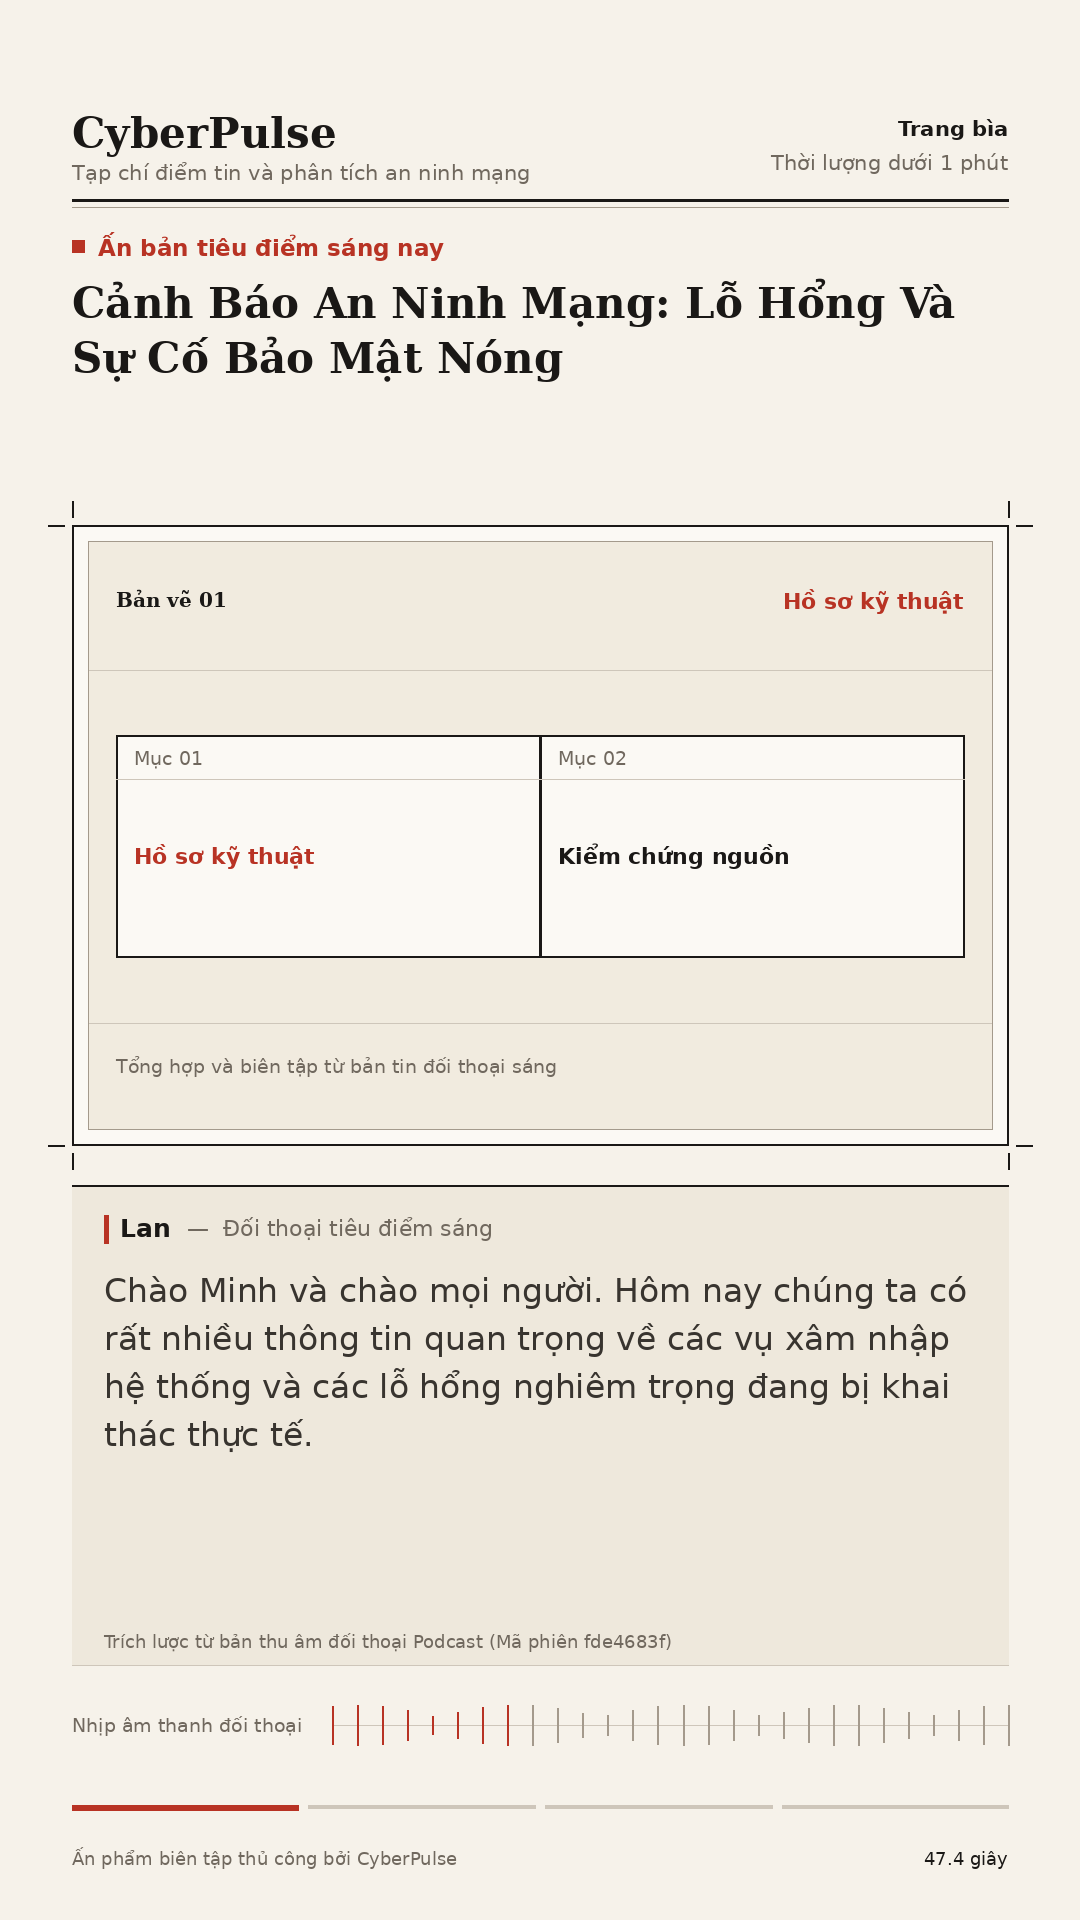 CyberPulse
Tạp chí điểm tin và phân tích an ninh mạng
Trang bìa
Thời lượng dưới 1 phút
Ấn bản tiêu điểm sáng nay
Cảnh Báo An Ninh Mạng: Lỗ Hổng Và
Sự Cố Bảo Mật Nóng
Bản vẽ 01
Hồ sơ kỹ thuật
Mục 01
Mục 02
Hồ sơ kỹ thuật
Kiểm chứng nguồn
Tổng hợp và biên tập từ bản tin đối thoại sáng
Lan — Đối thoại tiêu điểm sáng
Chào Minh và chào mọi người. Hôm nay chúng ta có
rất nhiều thông tin quan trọng về các vụ xâm nhập
hệ thống và các lỗ hổng nghiêm trọng đang bị khai
thác thực tế.
Trích lược từ bản thu âm đối thoại Podcast (Mã phiên fde4683f)
Nhịp âm thanh đối thoại
Ấn phẩm biên tập thủ công bởi CyberPulse
47.4 giây